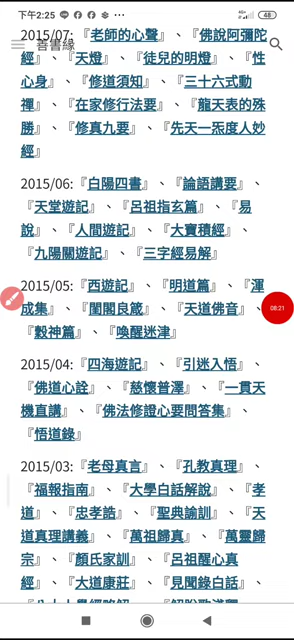 下午2:25
48
善書緣
2015/07: 『老師的心聲』、『佛說阿彌陀
經』、『天燈』、『徒兒的明燈』、『性
心身』、『修道須知』、『三十六式動
禪』、『在家修行法要』、『龍天表的殊
勝』、『修真九要』、『先天一炁度人妙
經』
2015/06: 『白陽四書』、『論語講要』、
『天堂遊記』、『呂祖指玄篇』、『易
說』、『人間遊記』、『大寶積經』、
『九陽關遊記』、『三字經易解』
2015/05: 『西遊記』、『明道篇』、『渾
成集』、『閨閣良箴』、『天道佛音』、
『穀神篇』、『喚醒迷津』
08:21
2015/04: 『四海遊記』、『引迷入悟』、
『佛道心詮』、『慈懷普澤』、『一貫天
機直講』、『佛法修證心要問答集』、
『悟道錄』
2015/03: 『老母真言』、『孔教真理』、
『福報指南』、『大學白話解說』、『孝
道』、『忠孝誥』、『聖典諭訓』、『天
道真理講義』、『萬祖歸真』、『萬靈歸
宗』、『顏氏家訓』、『呂祖醒心真
經』、『大道康莊』、『見聞錄白話』、